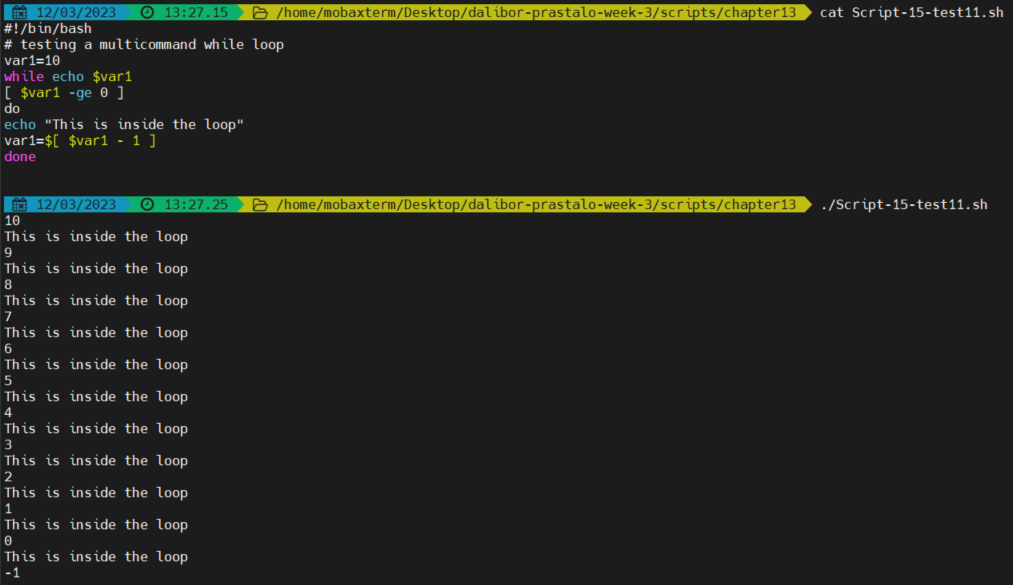 12/03/2023 13:27.15 /home/mobaxterm/Desktop/dalibor-prastalo-week-3/scripts/chapter13 cat Script-15-test11.sh
#!/bin/bash
# testing a multicommand while loop
var1=10
while echo $var1
[ $var1 -ge 0 ]
do
echo "This is inside the loop"
var1=$[ $var1 - 1 ]
done
12/03/2023 13:27.25 /home/mobaxterm/Desktop/dalibor-prastalo-week-3/scripts/chapter13 ./Script-15-test11.sh
10
This is inside the loop
9
This is inside the loop
8
This is inside the loop
7
This is inside the loop
6
This is inside the loop
5
This is inside the loop
4
This is inside the loop
3
This is inside the loop
2
This is inside the loop
1
This is inside the loop
0
This is inside the loop
-1